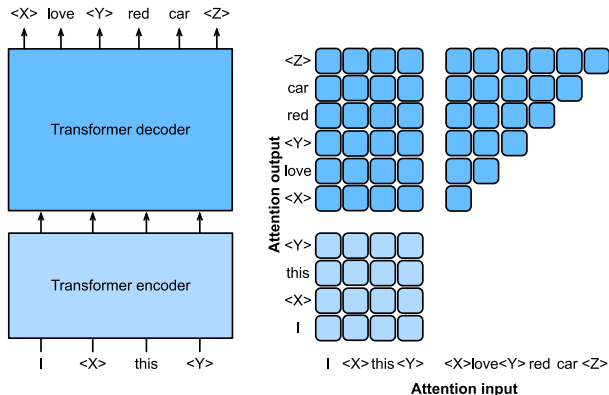 <X> love <Y> red car <Z>
Transformer decoder
Transformer encoder
I <X> this <Y>
Attention output
<Z>
car
red
<Y>
love
<X>
<Y>
this
<X>
I
I <X> this <Y> <X> love <Y> red car <Z>
Attention input